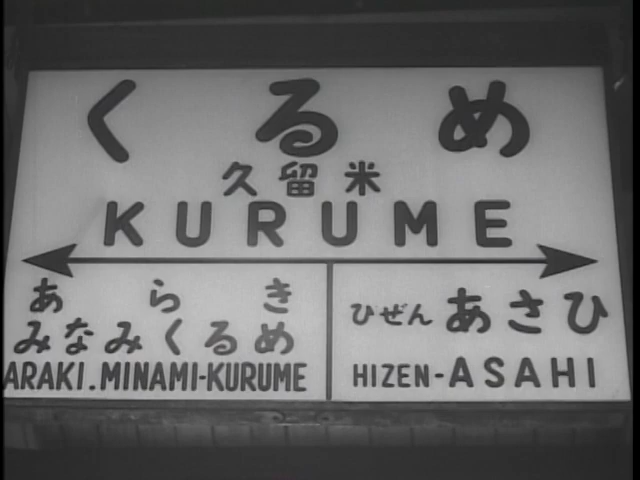 くるめ
久留米
KURUME
あらき
みなみくるめ
ARAKI.MINAMI-KURUME
ひぜんあさひ
HIZEN-ASAHI